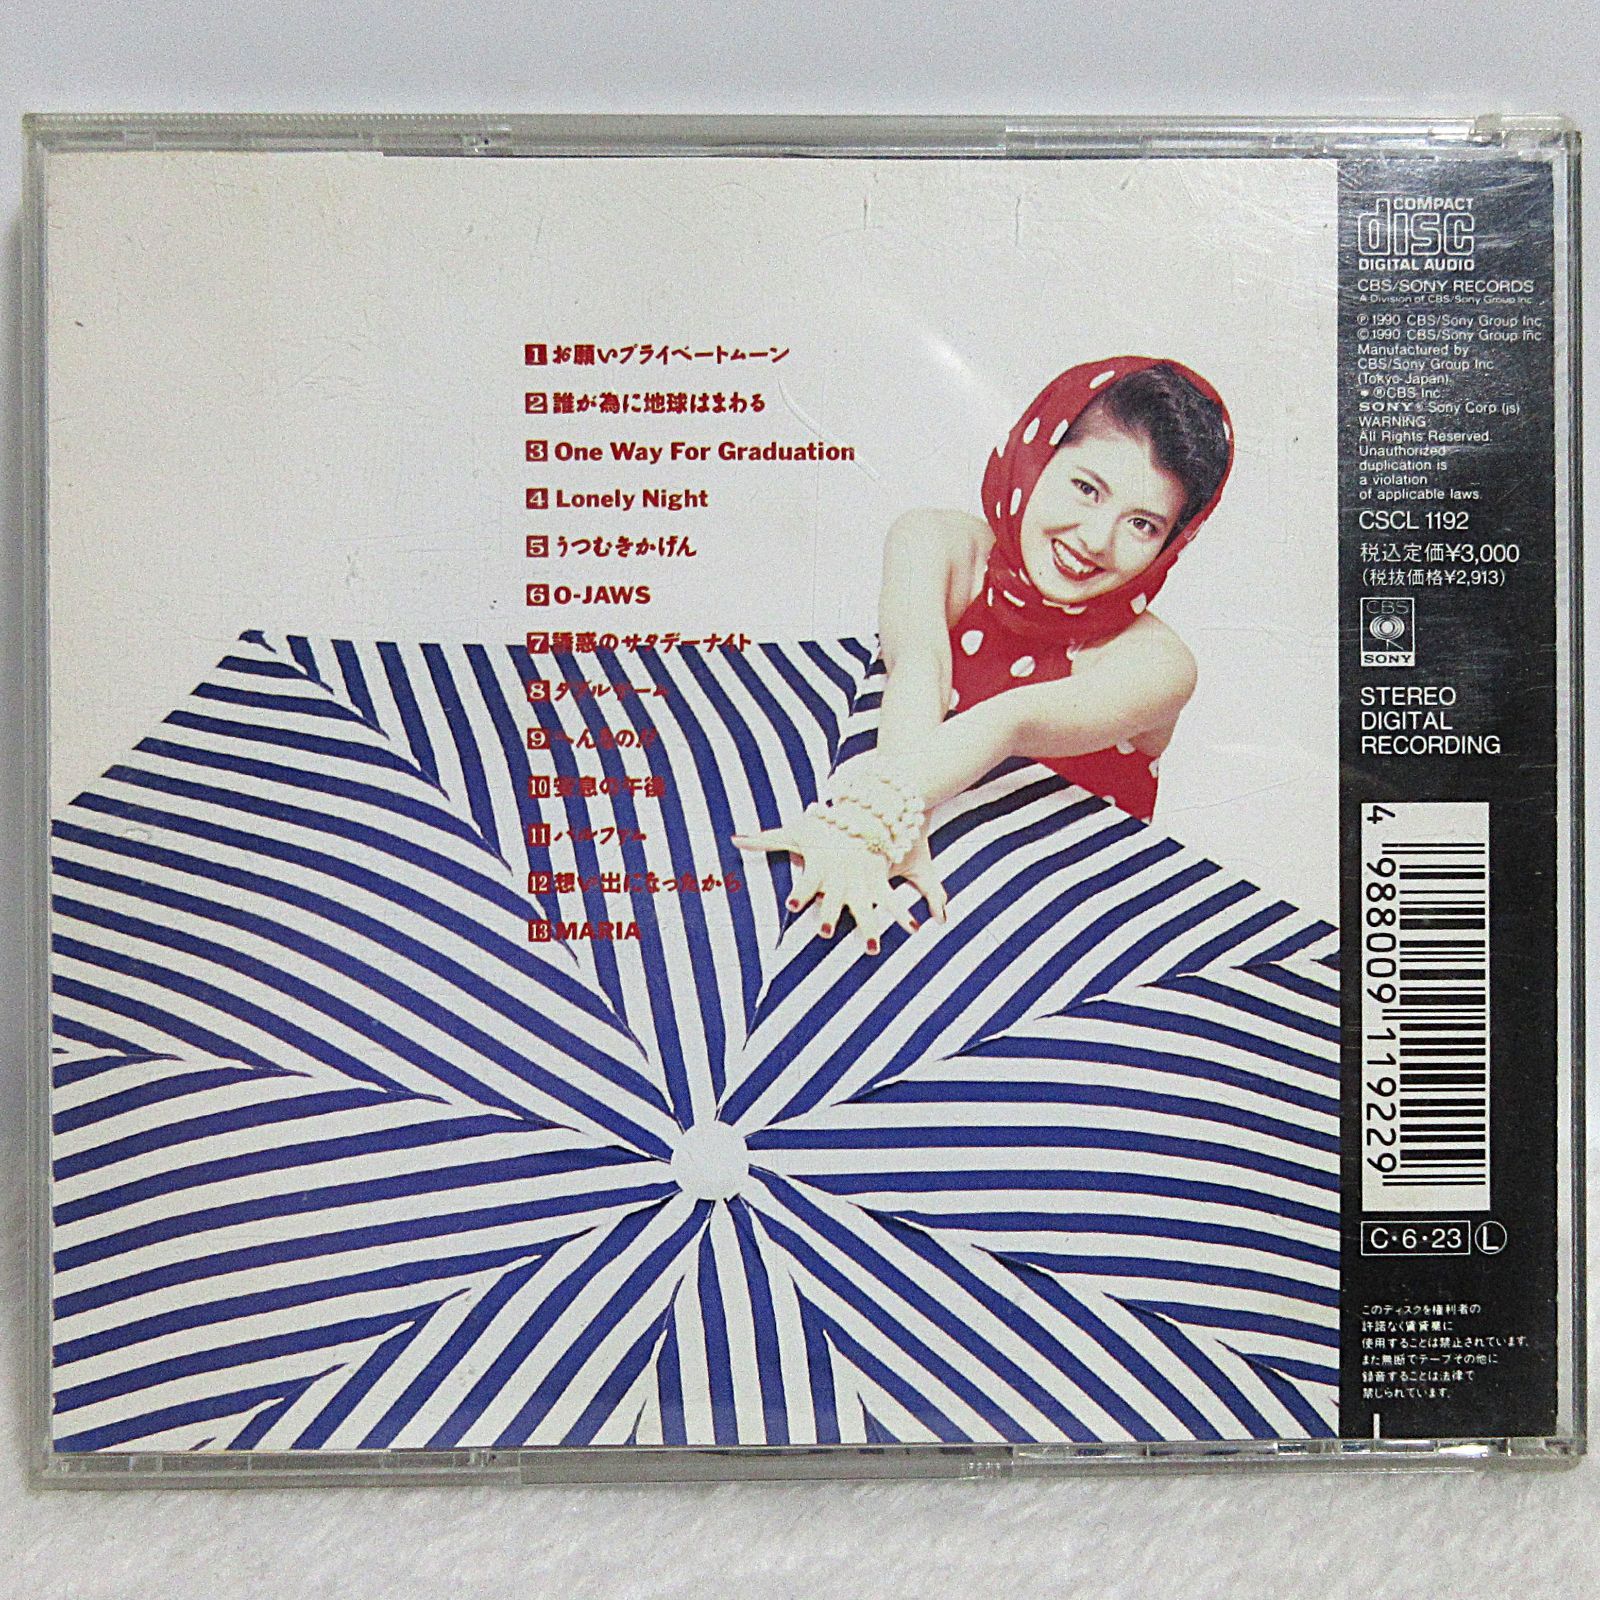 1 お願いプライベートムーン
2 誰が為に地球はまわる
3 One Way For Graduation
4 Lonely Night
5 うつむきかげん
6 O-JAWS
7 誘惑のサタデーナイト
8 ダブルゲーム
9 へんなの!!
10 安息の午後
11 パルファム
12 想い出になったから
13 MARIA
COMPACT
disc
DIGITAL AUDIO
CBS/SONY RECORDS
A Division of CBS/Sony Group Inc.
℗1990 CBS/Sony Group Inc.
©1990 CBS/Sony Group Inc.
Manufactured by
CBS/Sony Group Inc.
(Tokyo Japan)
● ®CBS Inc.
SONY® Sony Corp (js)
WARNING:
All Rights Reserved.
Unauthorized
duplication is
a violation
of applicable laws.
CSCL 1192
税込定価¥3,000
(税抜価格¥2,913)
CBS
SONY
STEREO
DIGITAL
RECORDING
4 988009 119229
C・6・23 L
このディスクを権利者の
許諾なく賃貸業に
使用することは禁止されています。
また無断でテープその他に
録音することは法律で
禁じられています。